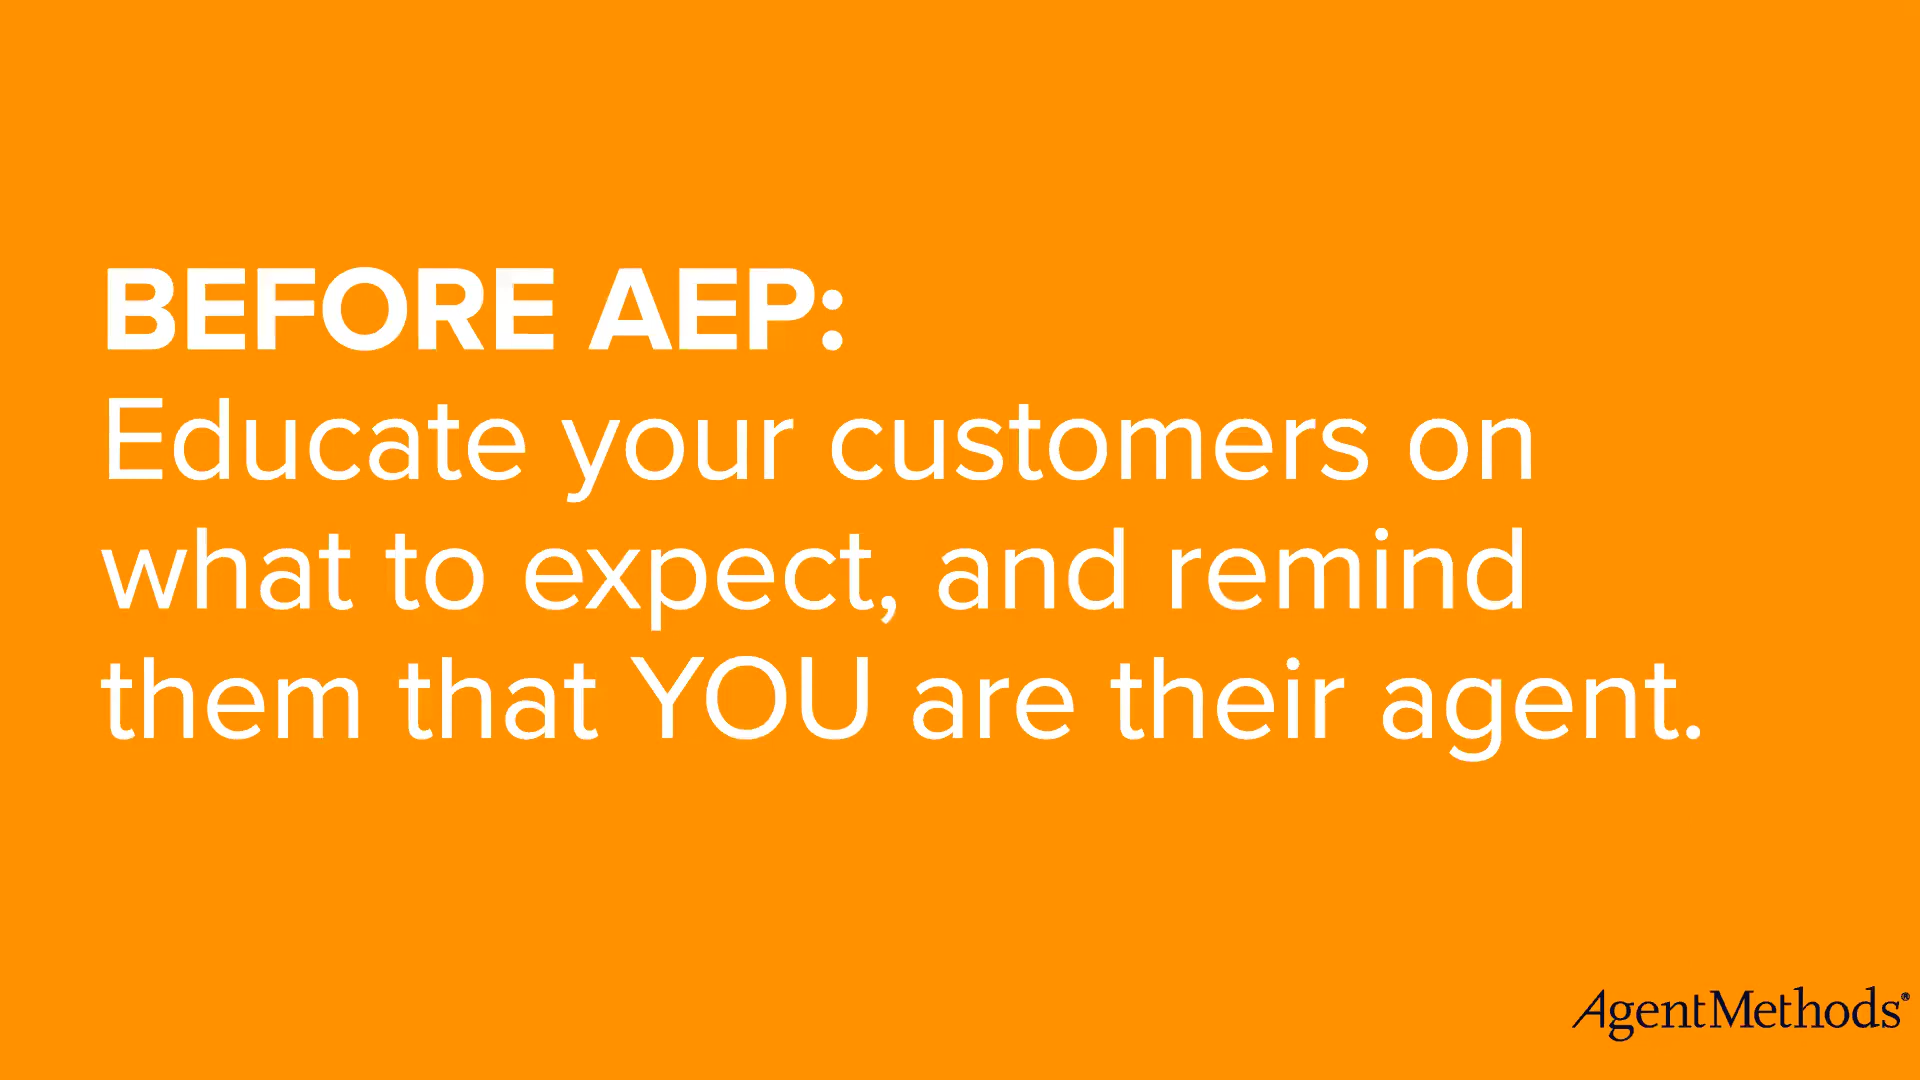 BEFORE AEP:
Educate your customers on
what to expect, and remind
them that YOU are their agent.
AgentMethods®